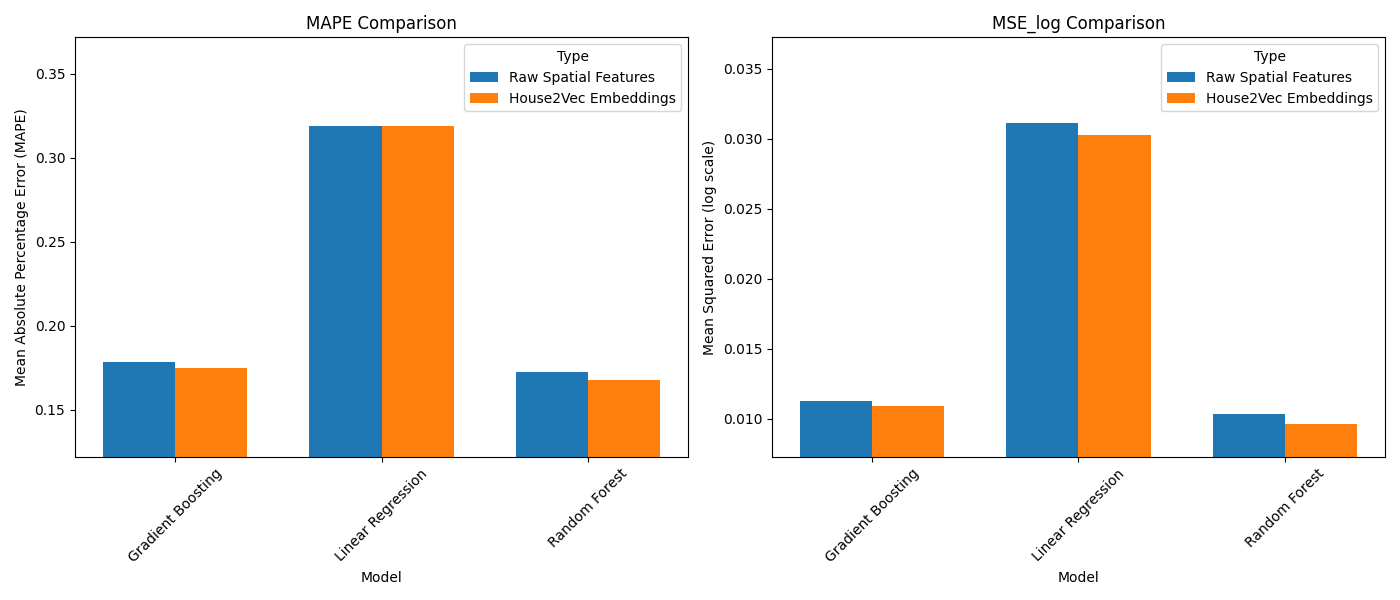 MAPE Comparison
Mean Absolute Percentage Error (MAPE)
0.35
0.30
0.25
0.20
0.15
Type
Raw Spatial Features
House2Vec Embeddings
Gradient Boosting
Linear Regression
Random Forest
Model
MSE_log Comparison
Mean Squared Error (log scale)
0.035
0.030
0.025
0.020
0.015
0.010
Type
Raw Spatial Features
House2Vec Embeddings
Gradient Boosting
Linear Regression
Random Forest
Model